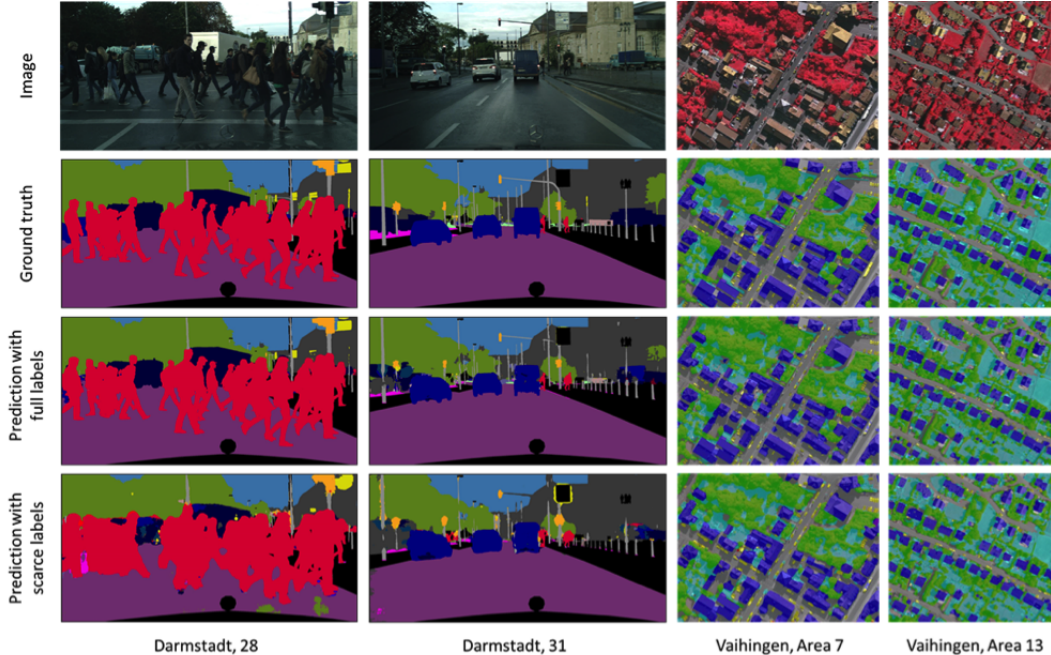 Image
Ground truth
Prediction with
full labels
Prediction with
scarce labels
Darmstadt, 28
Darmstadt, 31
Vaihingen, Area 7
Vaihingen, Area 13